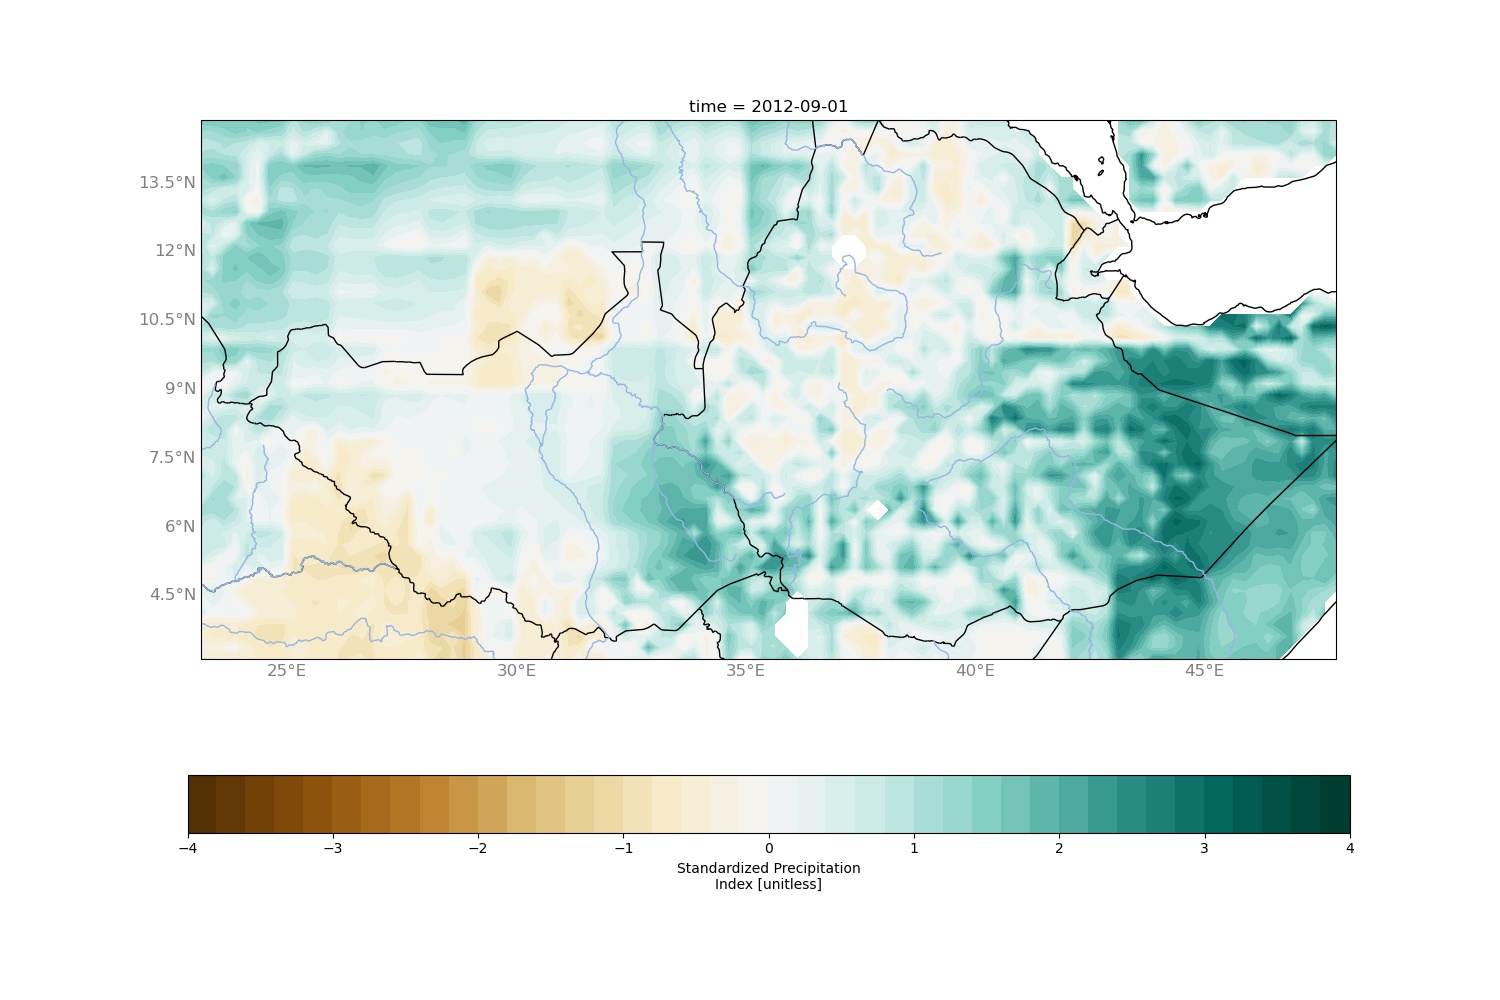 time = 2012-09-01
13.5°N
12°N
10.5°N
9°N
7.5°N
6°N
4.5°N
25°E 30°E 35°E 40°E 45°E
−4 −3 −2 −1 0 1 2 3 4
Standardized Precipitation
Index [unitless]